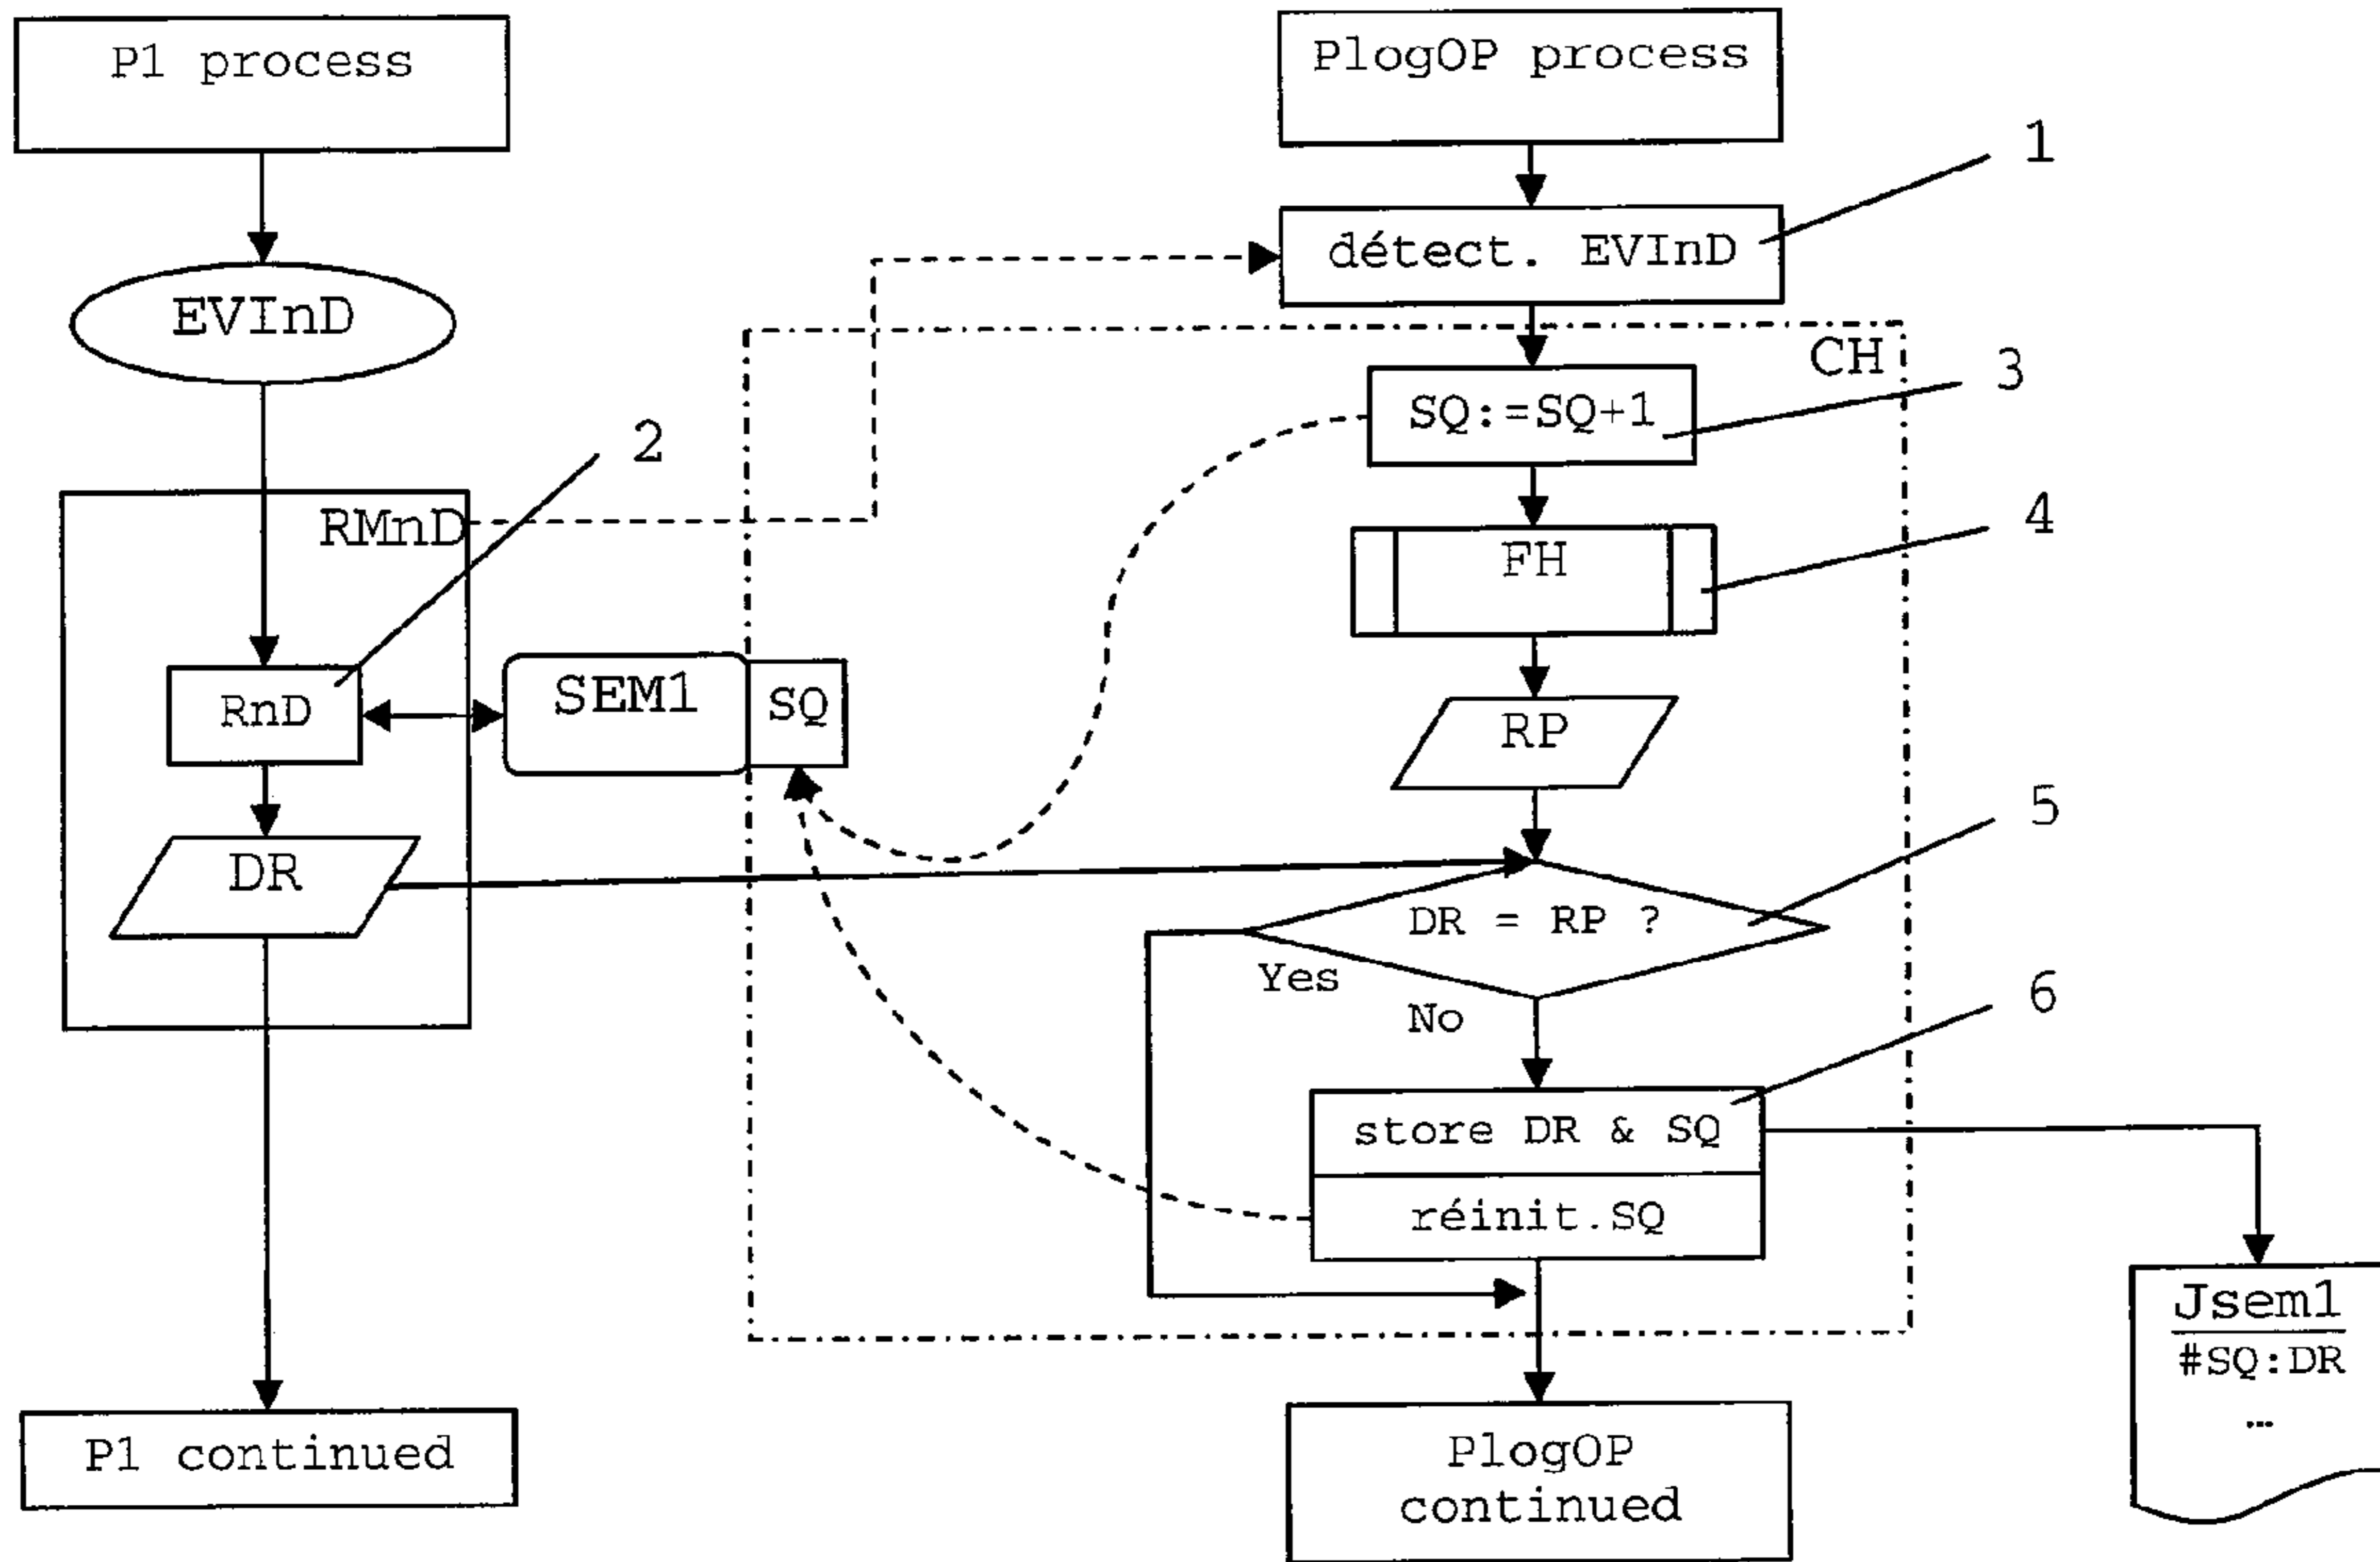 P1 process
PlogOP process
1
détect. EVInD
EVInD
CH
3
SQ:=SQ+1
2
RMnD
4
FH
SEM1
SQ
RnD
RP
5
DR
DR = RP ?
Yes
No
6
store DR & SQ
réinit.SQ
Jsem1
#SQ:DR
...
P1 continued
PlogOP
continued